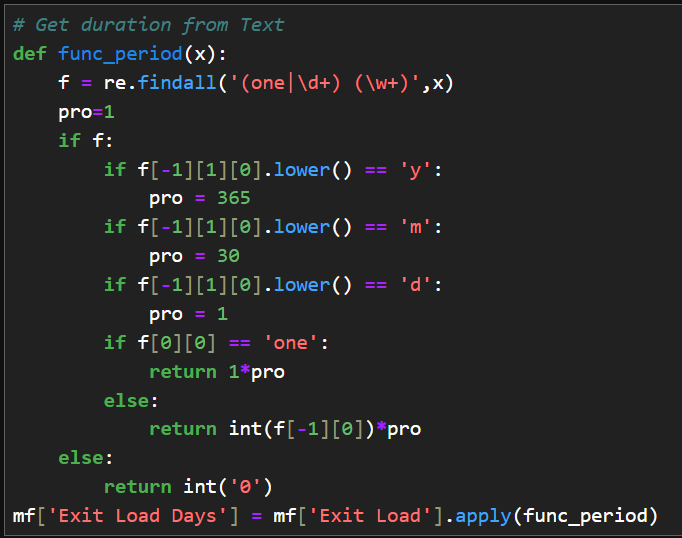 # Get duration from Text
def func_period(x):
    f = re.findall('(one|\d+) (\w+)',x)
    pro=1
    if f:
        if f[-1][1][0].lower() == 'y':
            pro = 365
        if f[-1][1][0].lower() == 'm':
            pro = 30
        if f[-1][1][0].lower() == 'd':
            pro = 1
        if f[0][0] == 'one':
            return 1*pro
        else:
            return int(f[-1][0])*pro
    else:
        return int('0')
mf['Exit Load Days'] = mf['Exit Load'].apply(func_period)